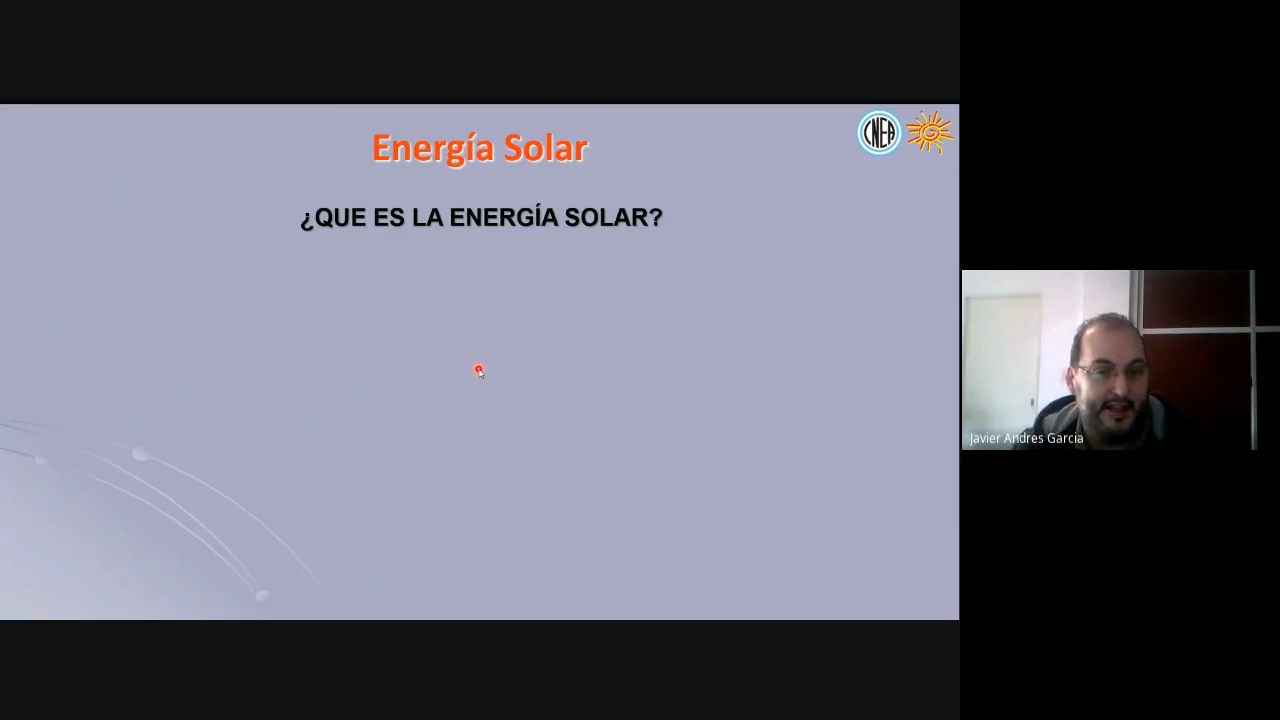 Energía Solar
CNEA
¿QUE ES LA ENERGÍA SOLAR?
Javier Andres Garcia